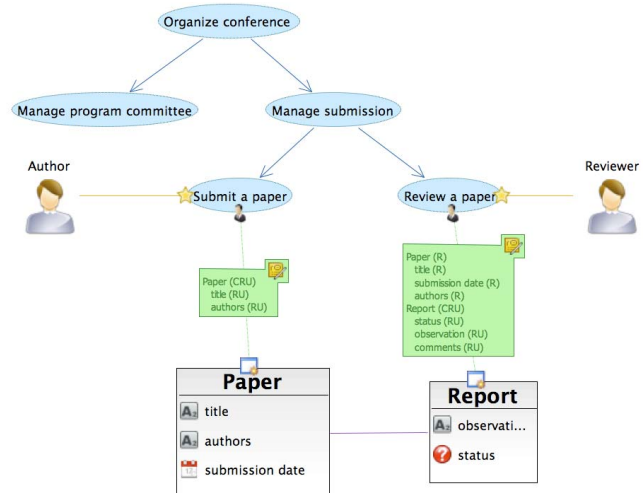 Organize conference
Manage program committee
Manage submission
Author
Reviewer
Submit a paper
Review a paper
Paper (CRU)
title (RU)
authors (RU)
Paper (R)
title (R)
submission date (R)
authors (R)
Report (CRU)
status (RU)
observation (RU)
comments (RU)
Paper
title
authors
submission date
Report
observati...
status